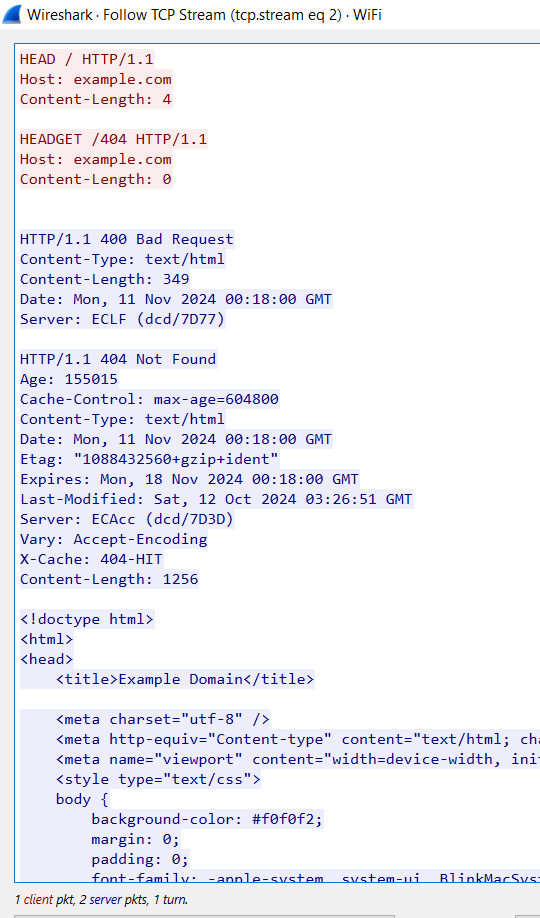 Wireshark · Follow TCP Stream (tcp.stream eq 2) · WiFi
HEAD / HTTP/1.1
Host: example.com
Content-Length: 4
HEADGET /404 HTTP/1.1
Host: example.com
Content-Length: 0
HTTP/1.1 400 Bad Request
Content-Type: text/html
Content-Length: 349
Date: Mon, 11 Nov 2024 00:18:00 GMT
Server: ECLF (dcd/7D77)
HTTP/1.1 404 Not Found
Age: 155015
Cache-Control: max-age=604800
Content-Type: text/html
Date: Mon, 11 Nov 2024 00:18:00 GMT
Etag: "1088432560+gzip+ident"
Expires: Mon, 18 Nov 2024 00:18:00 GMT
Last-Modified: Sat, 12 Oct 2024 03:26:51 GMT
Server: ECAcc (dcd/7D3D)
Vary: Accept-Encoding
X-Cache: 404-HIT
Content-Length: 1256
<!doctype html>
<html>
<head>
    <title>Example Domain</title>
    <meta charset="utf-8" />
    <meta http-equiv="Content-type" content="text/html; cha
    <meta name="viewport" content="width=device-width, init
    <style type="text/css">
    body {
        background-color: #f0f0f2;
        margin: 0;
        padding: 0;
        font-family: -apple-system, system-ui, BlinkMacSyst
1 client pkt, 2 server pkts, 1 turn.